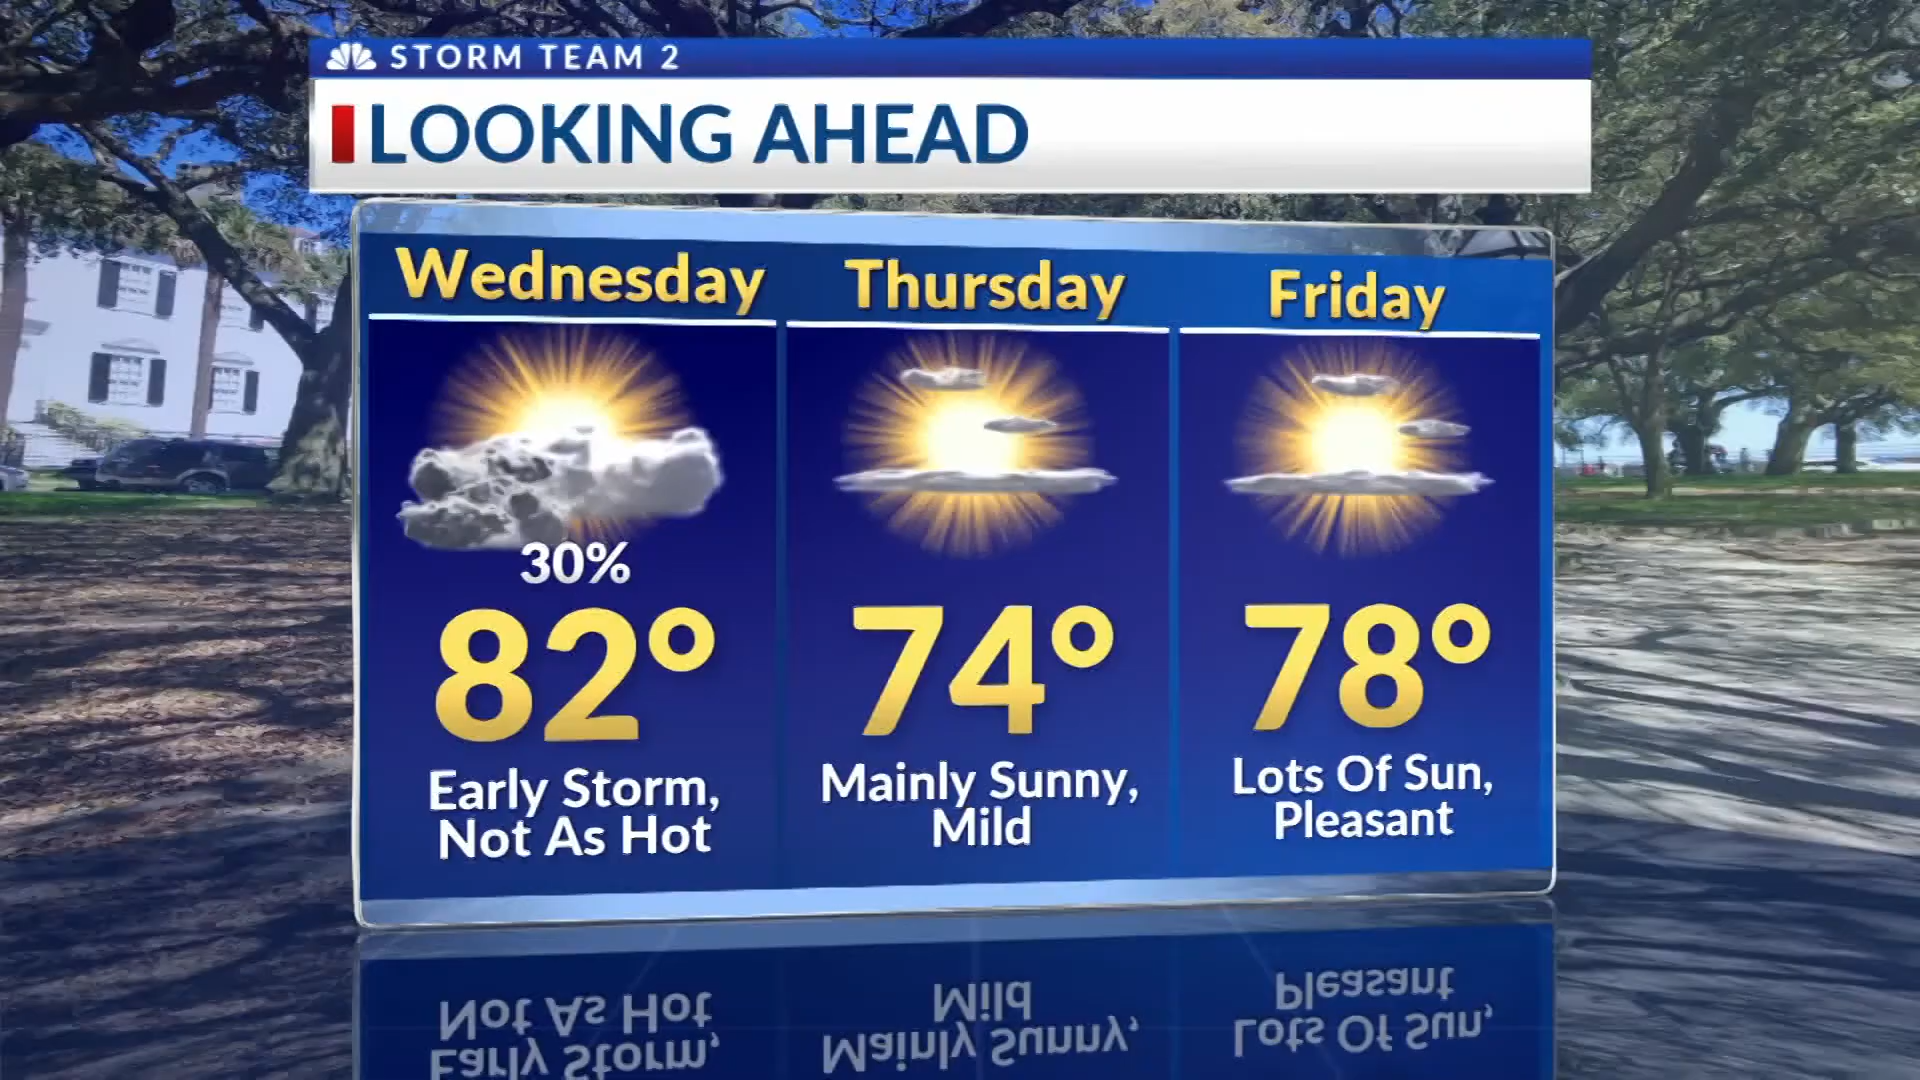 STORM TEAM 2
LOOKING AHEAD
Wednesday
30%
82°
Early Storm,
Not As Hot
Thursday
74°
Mainly Sunny,
Mild
Friday
78°
Lots Of Sun,
Pleasant